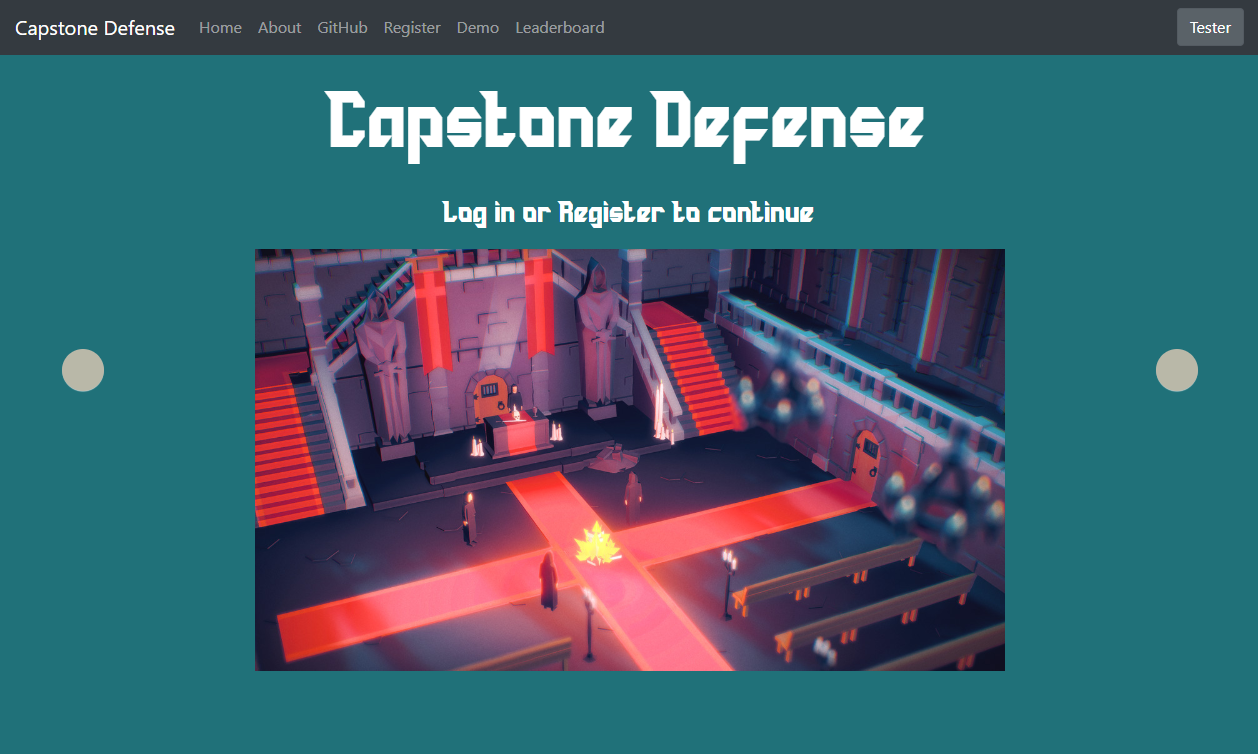 Capstone Defense Home About GitHub Register Demo Leaderboard Tester
Capstone Defense
Log in or Register to continue